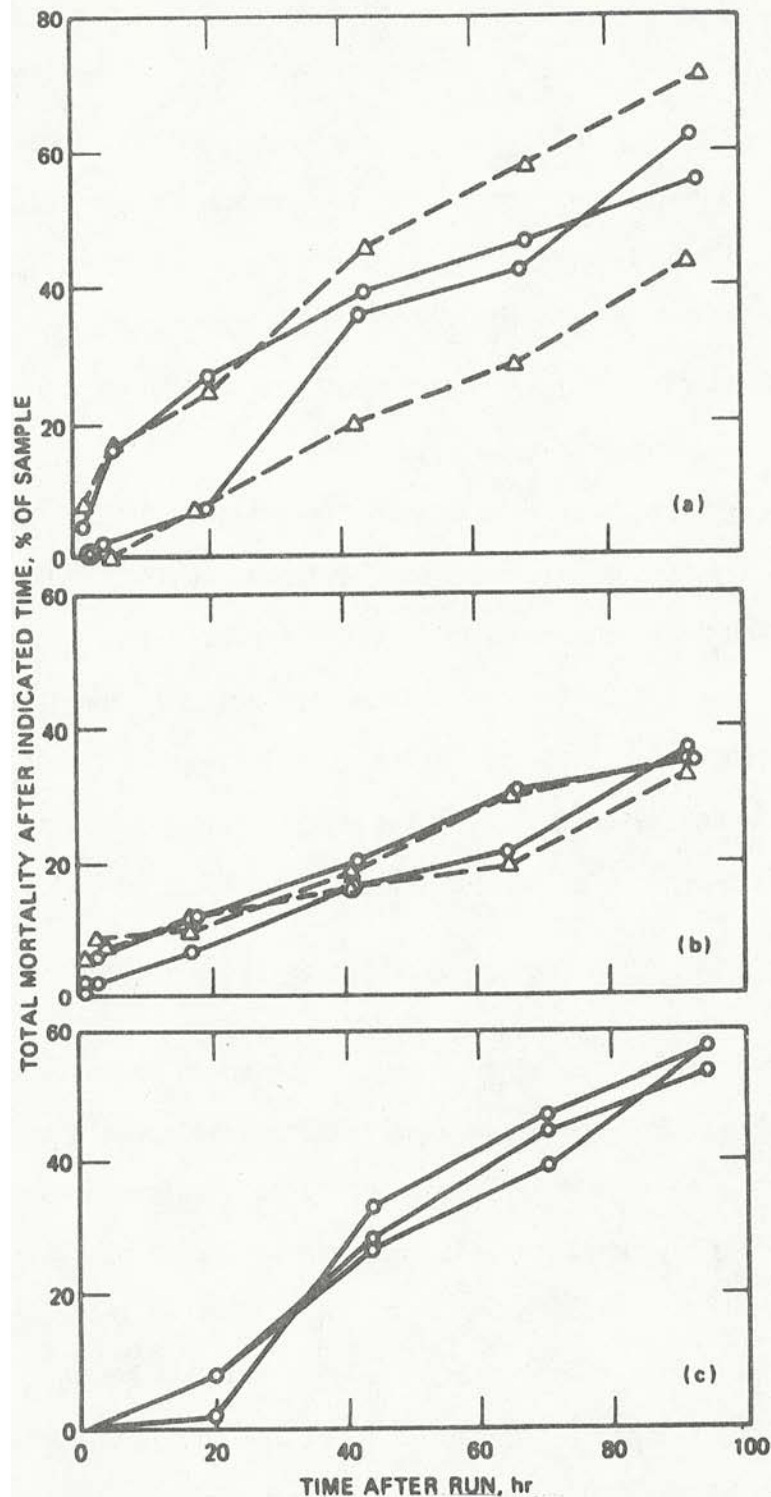 TOTAL MORTALITY AFTER INDICATED TIME, % OF SAMPLE
80
60
40
20
0
(a)
60
40
20
0
(b)
60
40
20
0
(c)
0 20 40 60 80 100
TIME AFTER RUN, hr